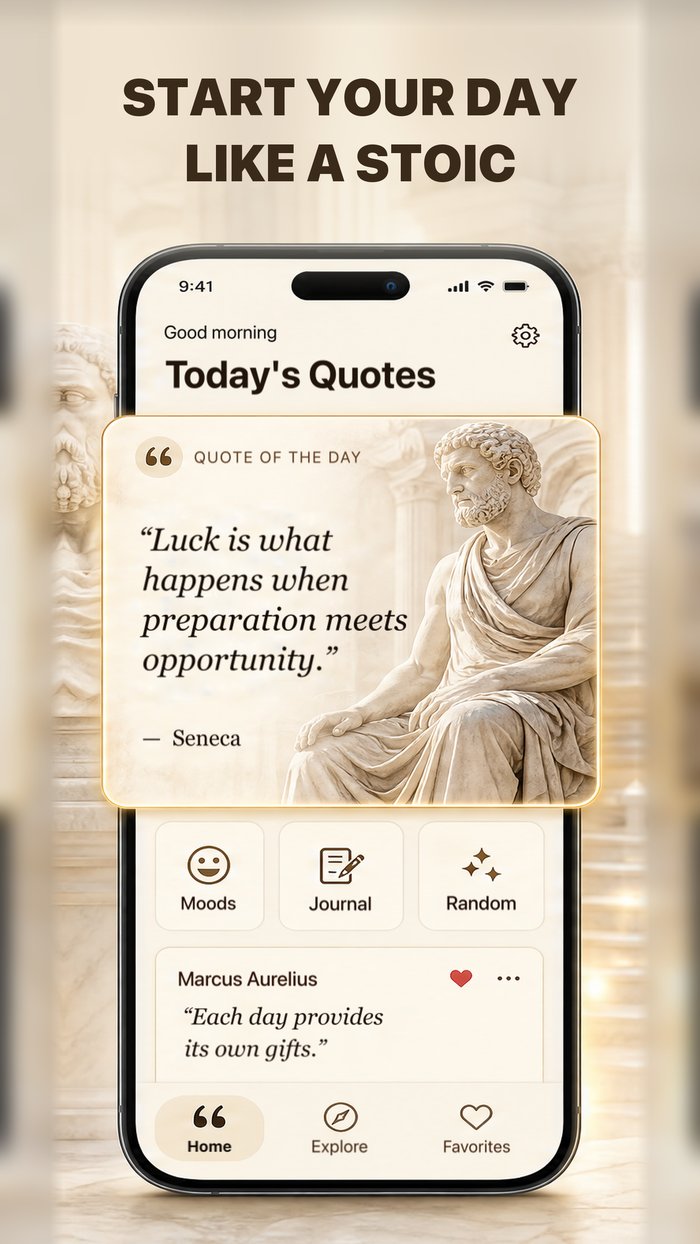 START YOUR DAY
LIKE A STOIC
9:41
Good morning
Today's Quotes
QUOTE OF THE DAY
“Luck is what
happens when
preparation meets
opportunity.”
— Seneca
Moods
Journal
Random
Marcus Aurelius
“Each day provides
its own gifts.”
Home
Explore
Favorites